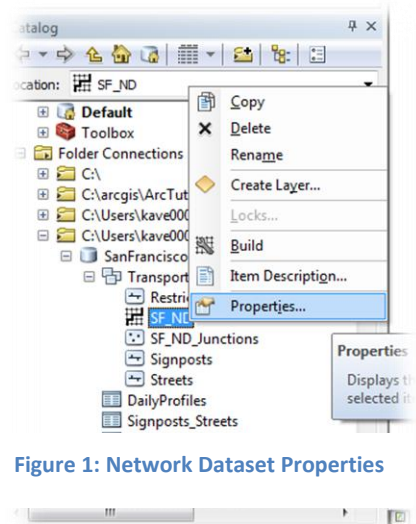 atalog
ocation: SF_ND
Default
Toolbox
Folder Connections
C:\
C:\arcgis\ArcTut
C:\Users\kave000
C:\Users\kave000
SanFrancisco
Transport
Restri
SF_ND
SF_ND_Junctions
Signposts
Streets
DailyProfiles
Signposts_Streets
Copy
Delete
Rename
Create Layer...
Locks...
Build
Item Description...
Properties...
Properties
Displays th
selected it
Figure 1: Network Dataset Properties